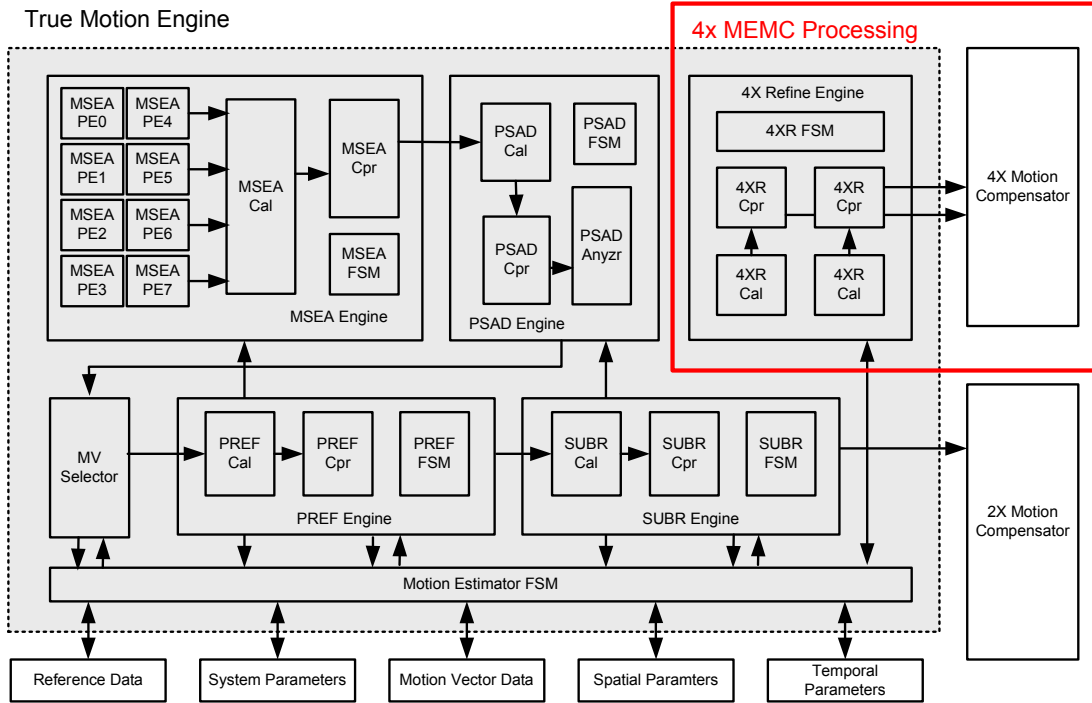 True Motion Engine
4x MEMC Processing
MSEA
PE0
MSEA
PE4
MSEA
PE1
MSEA
PE5
MSEA
PE2
MSEA
PE6
MSEA
PE3
MSEA
PE7
MSEA
Cal
MSEA
Cpr
MSEA
FSM
MSEA Engine
PSAD
Cal
PSAD
FSM
PSAD
Cpr
PSAD
Anyzr
PSAD Engine
4X Refine Engine
4XR FSM
4XR
Cpr
4XR
Cpr
4XR
Cal
4XR
Cal
4X Motion
Compensator
MV
Selector
PREF
Cal
PREF
Cpr
PREF
FSM
PREF Engine
SUBR
Cal
SUBR
Cpr
SUBR
FSM
SUBR Engine
2X Motion
Compensator
Motion Estimator FSM
Reference Data
System Parameters
Motion Vector Data
Spatial Paramters
Temporal
Parameters